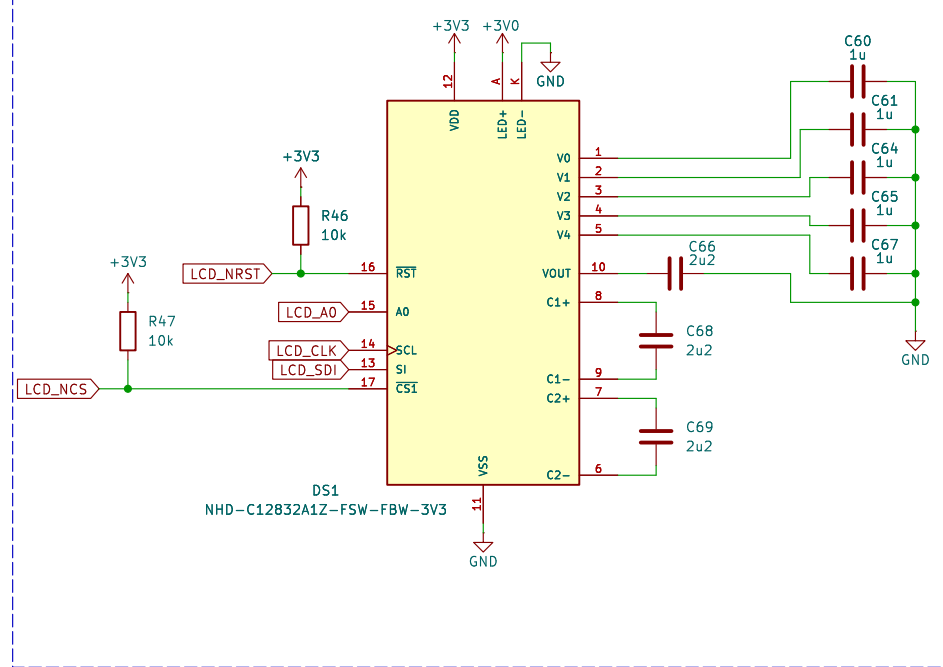 +3V3
+3V0
12
A
K
GND
VDD
LED+
LED-
C60
1u
C61
1u
C64
1u
C65
1u
C67
1u
V0
1
V1
2
V2
3
V3
4
V4
5
VOUT
10
C66
2u2
C1+
8
C68
2u2
C1-
9
C2+
7
C69
2u2
C2-
6
GND
+3V3
R46
10k
LCD_NRST
16
RST
+3V3
R47
10k
LCD_A0
15
A0
LCD_CLK
14
SCL
LCD_SDI
13
SI
LCD_NCS
17
CS1
VSS
11
DS1
NHD-C12832A1Z-FSW-FBW-3V3
GND